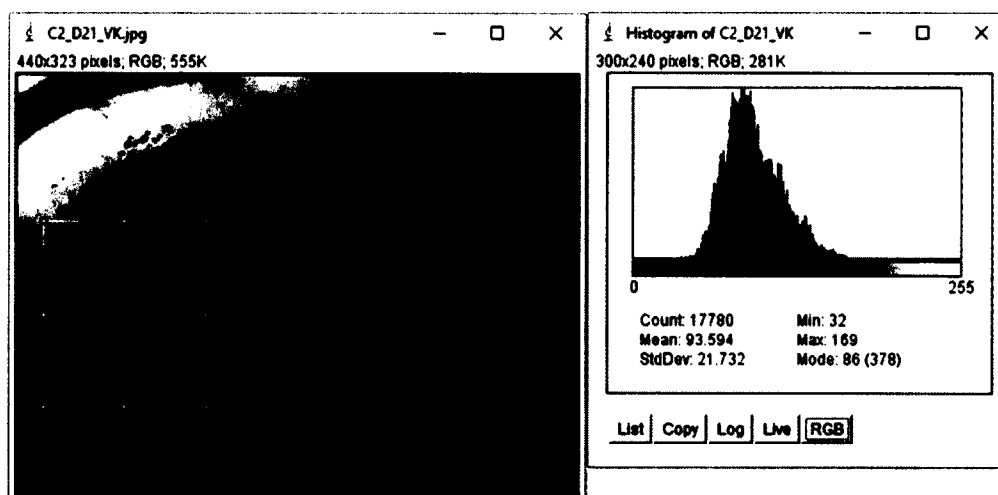 C2_D21_VK.jpg
440x323 pixels; RGB; 555K
Histogram of C2_D21_VK
300x240 pixels; RGB; 281K
0 255
Count: 17780 Min: 32
Mean: 93.594 Max: 169
StdDev: 21.732 Mode: 86 (378)
List Copy Log Live RGB